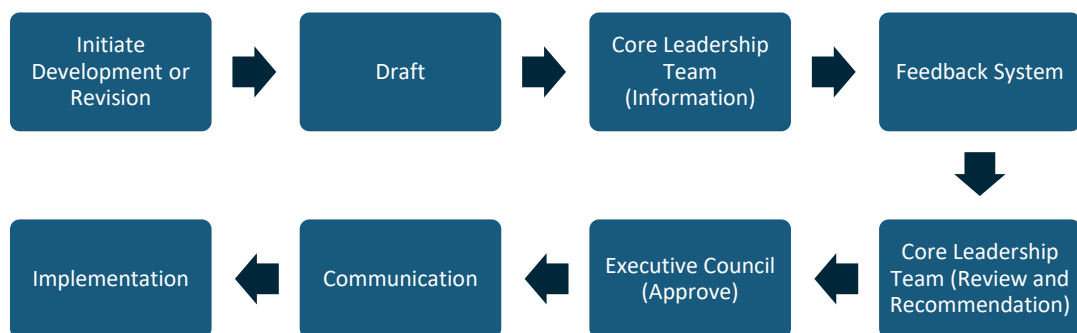 Initiate
Development or
Revision
Draft
Core Leadership
Team
(Information)
Feedback System
Core Leadership
Team (Review and
Recommendation)
Executive Council
(Approve)
Communication
Implementation